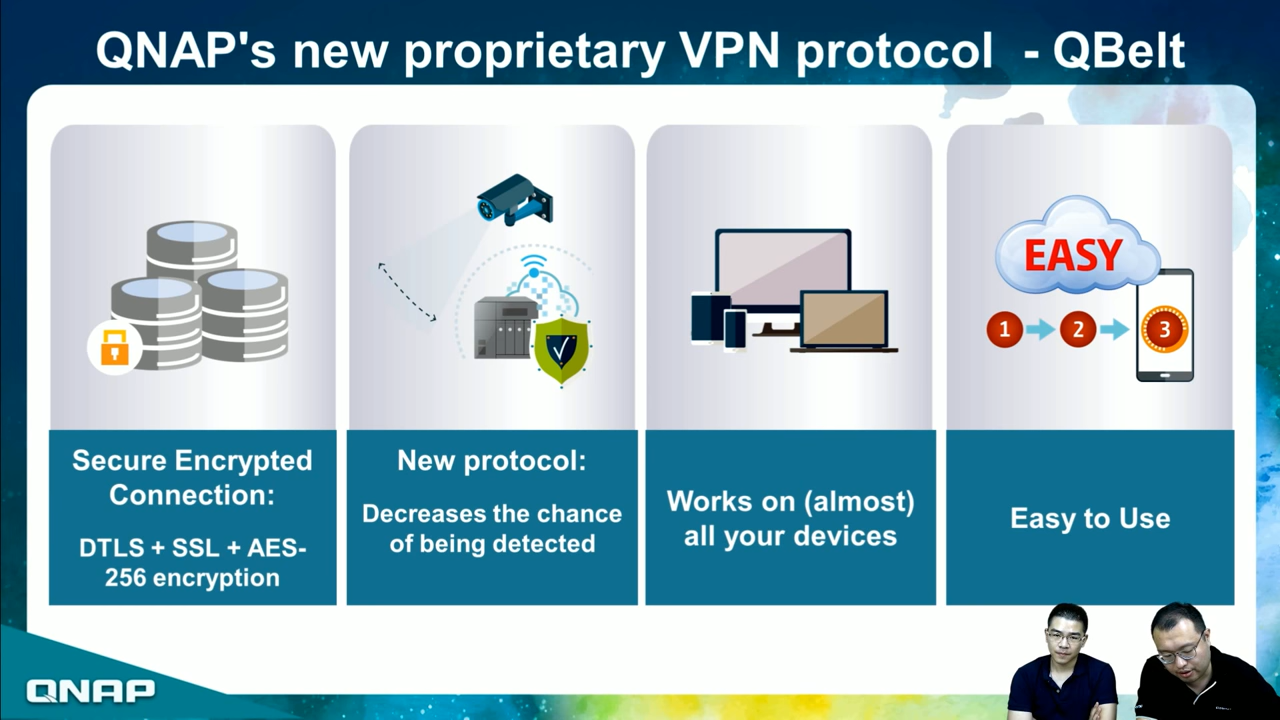 QNAP's new proprietary VPN protocol - QBelt
EASY
1
2
3
Secure Encrypted
Connection:
DTLS + SSL + AES-
256 encryption
New protocol:
Decreases the chance
of being detected
Works on (almost)
all your devices
Easy to Use
QNAP